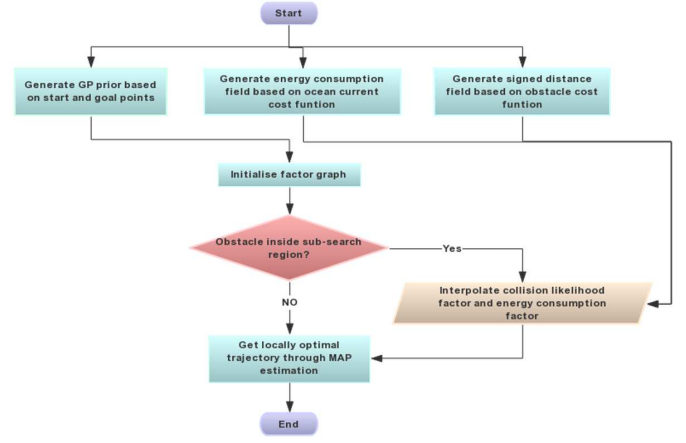 Start
Generate GP prior based
on start and goal points
Generate energy consumption
field based on ocean current
cost funtion
Generate signed distance
field based on obstacle cost
funtion
Initialise factor graph
Obstacle inside sub-search
region?
Yes
NO
Interpolate collision likelihood
factor and energy consumption
factor
Get locally optimal
trajectory through MAP
estimation
End